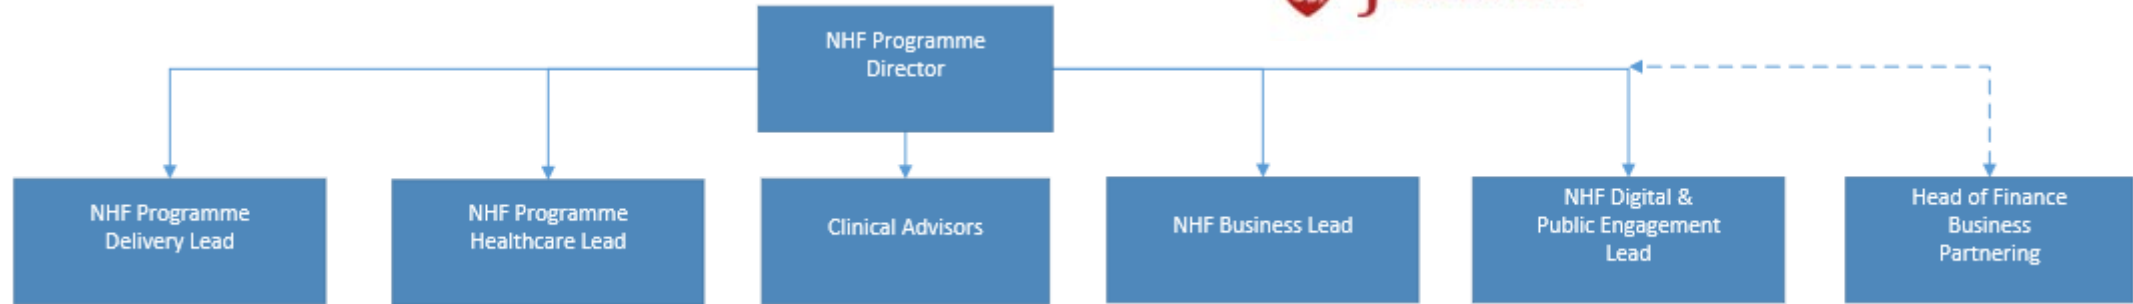 NHF Programme
Director
NHF Programme
Delivery Lead
NHF Programme
Healthcare Lead
Clinical Advisors
NHF Business Lead
NHF Digital &
Public Engagement
Lead
Head of Finance
Business
Partnering